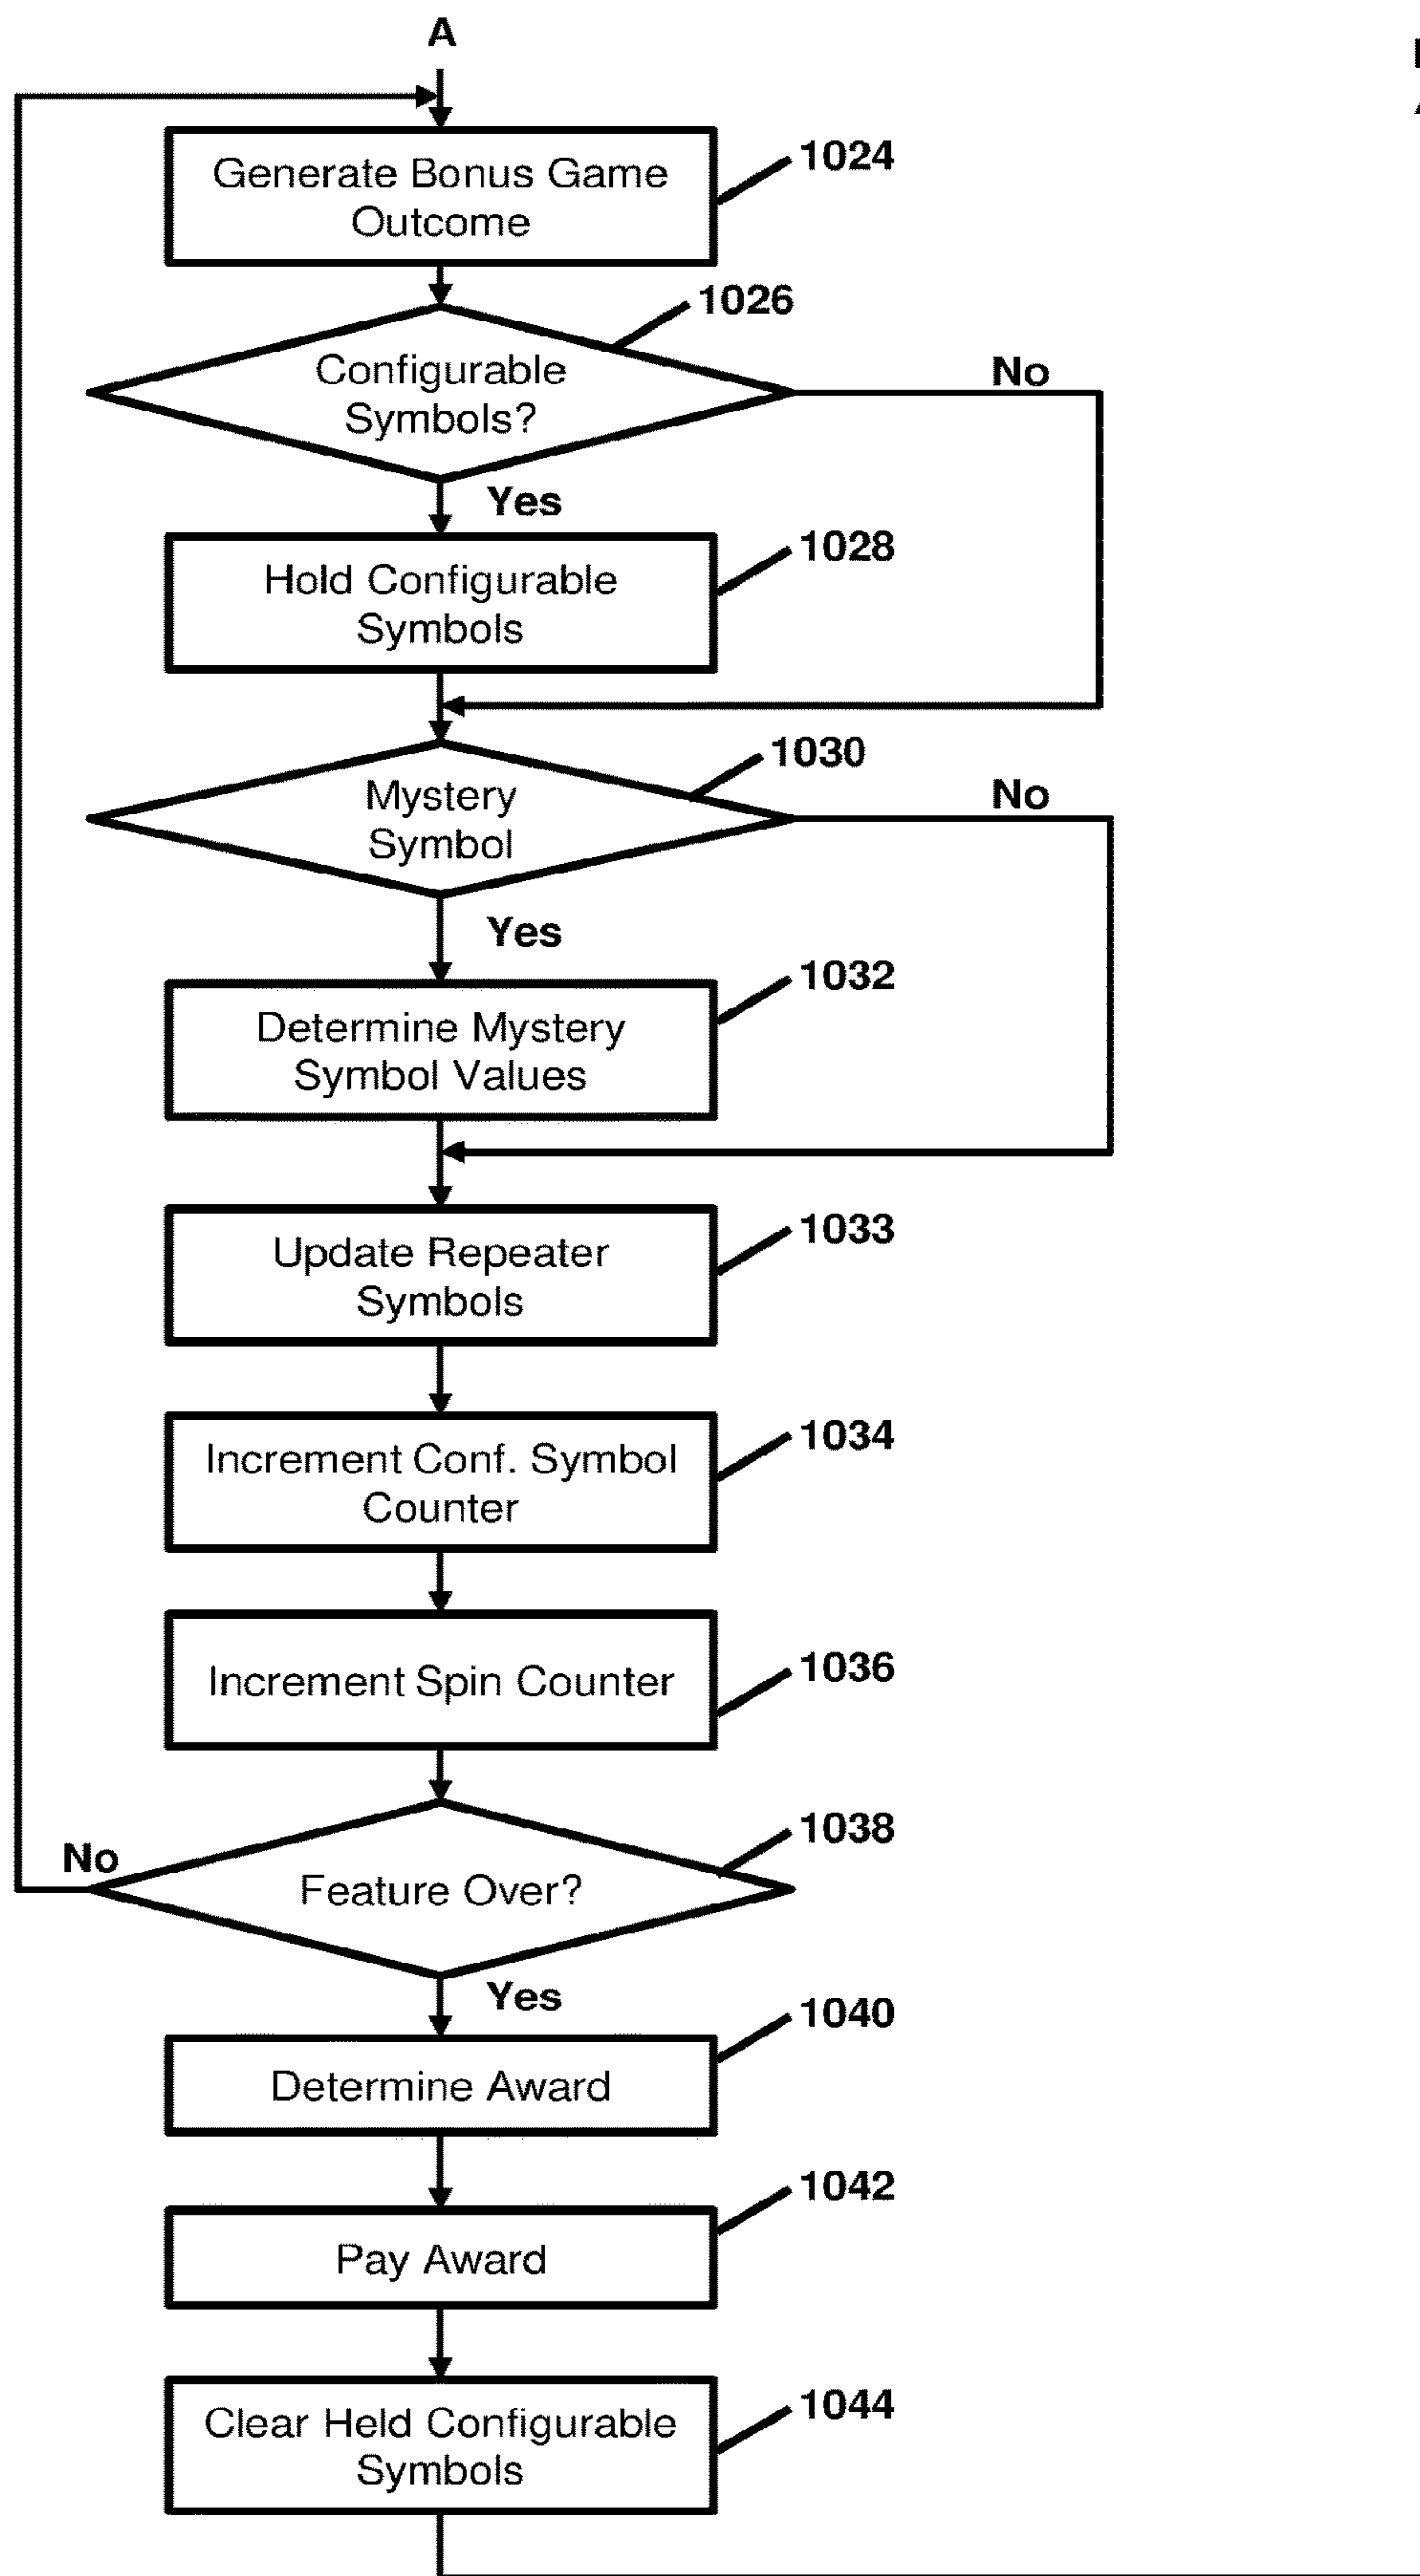 A
Generate Bonus Game
Outcome
1024
1026
Configurable
Symbols?
No
Yes
Hold Configurable
Symbols
1028
1030
Mystery
Symbol
No
Yes
1032
Determine Mystery
Symbol Values
1033
Update Repeater
Symbols
1034
Increment Conf. Symbol
Counter
1036
Increment Spin Counter
1038
No
Feature Over?
Yes
1040
Determine Award
1042
Pay Award
1044
Clear Held Configurable
Symbols